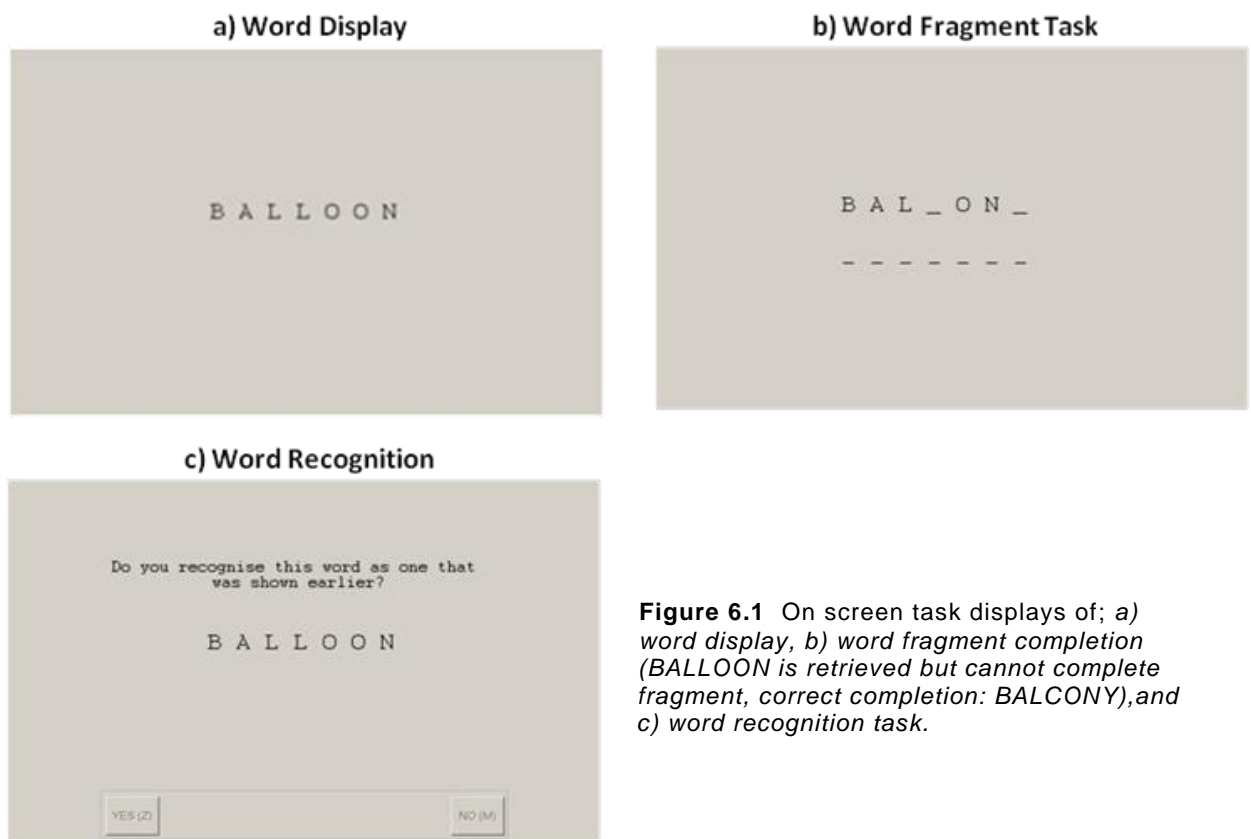 a) Word Display
B A L L O O N
b) Word Fragment Task
B A L _ O N _
_ _ _ _ _ _ _
c) Word Recognition
Do you recognise this word as one that
was shown earlier?
B A L L O O N
YES (Z)
NO (M)
Figure 6.1 On screen task displays of; a)
word display, b) word fragment completion
(BALLOON is retrieved but cannot complete
fragment, correct completion: BALCONY),and
c) word recognition task.